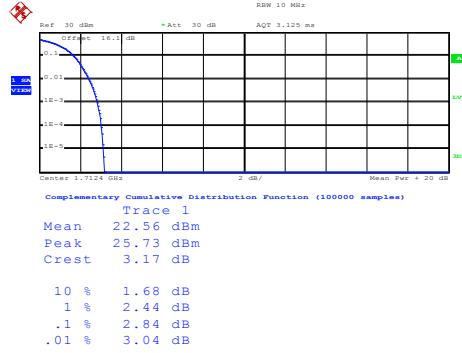 RBW 10 MHz
Ref 30 dBm *Att 30 dB AQT 3.125 ms
Offset 16.1 dB
0.1
A
0.01
1 SA
VIEW
1E-3
LV
1E-4
1E-5
3D
Center 1.7124 GHz 2 dB/ Mean Pwr + 20 dB
Complementary Cumulative Distribution Function (100000 samples)
Trace 1
Mean 22.56 dBm
Peak 25.73 dBm
Crest 3.17 dB
10 % 1.68 dB
1 % 2.44 dB
.1 % 2.84 dB
.01 % 3.04 dB